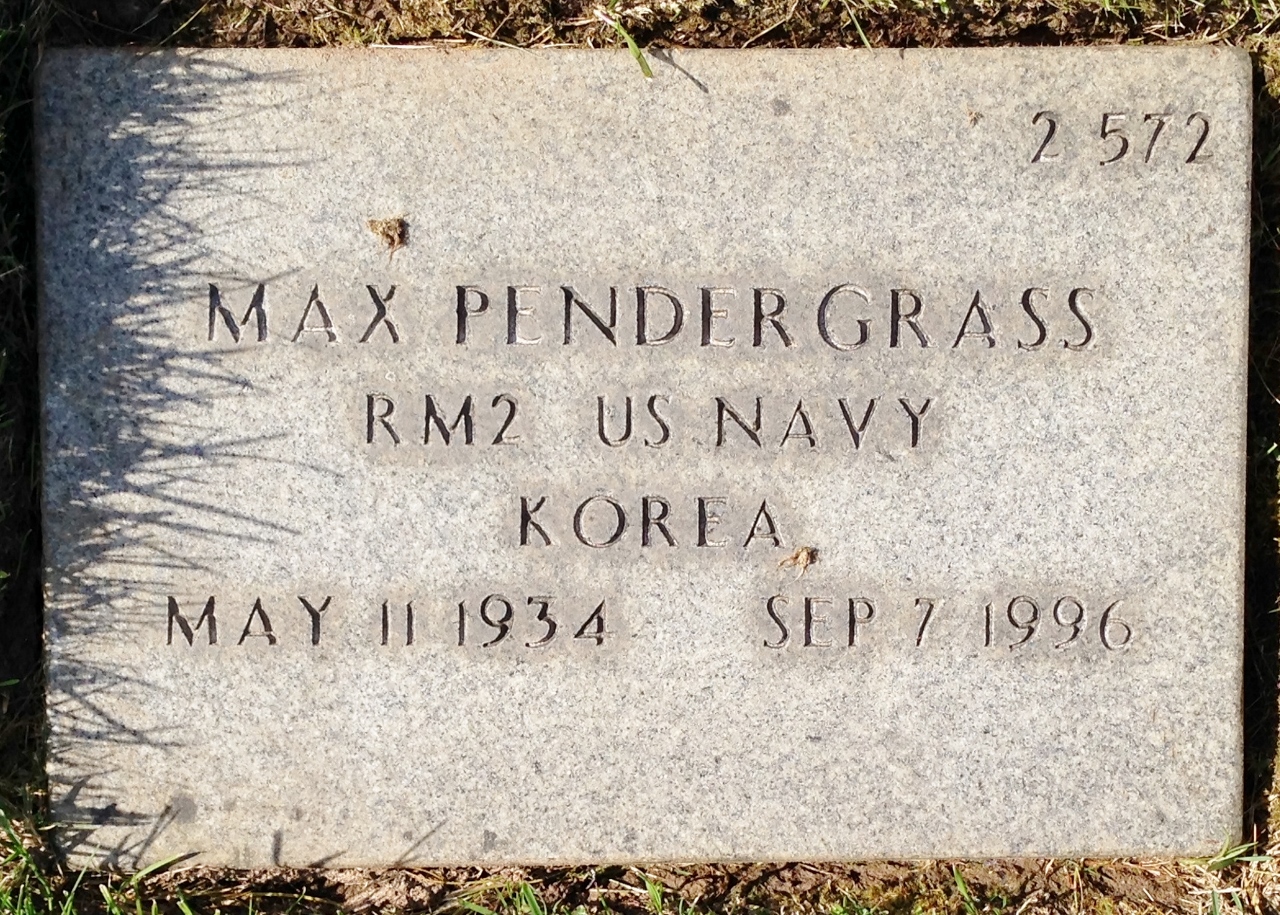 2 572
MAX PENDERGRASS
RM2 US NAVY
KOREA
MAY 11 1934 SEP 7 1996